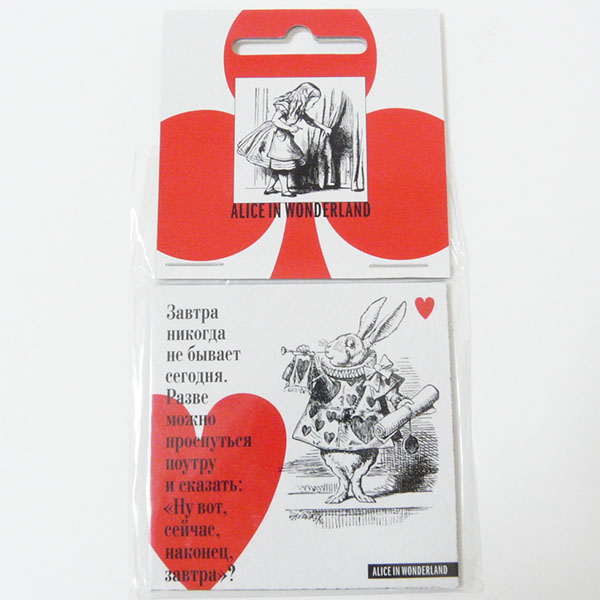 ALICE IN WONDERLAND
Завтра
никогда
не бывает
сегодня.
Разве
можно
проснуться
поутру
и сказать:
«Ну вот,
сейчас,
наконец,
завтра»?
ALICE IN WONDERLAND